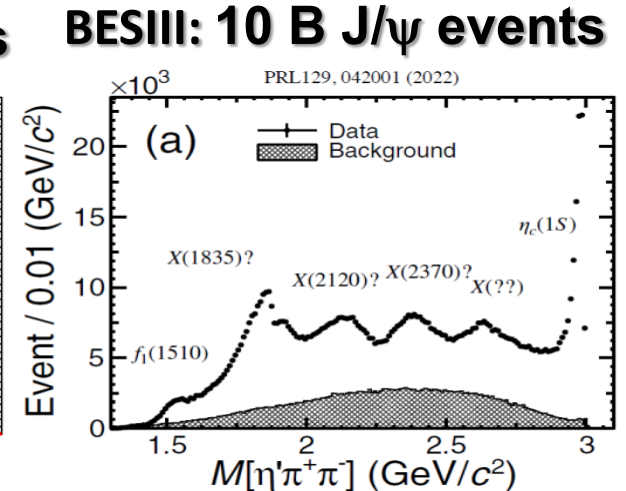 s
BESIII: 10 B J/ψ events
×10³
PRL129, 042001 (2022)
(a)
Data
Background
Event / 0.01 (GeV/c²)
20
15
10
5
0
f₁(1510)
X(1835)?
X(2120)?
X(2370)?
X(??)
ηc(1S)
1.5
2
2.5
3
M[η'π⁺π⁻] (GeV/c²)